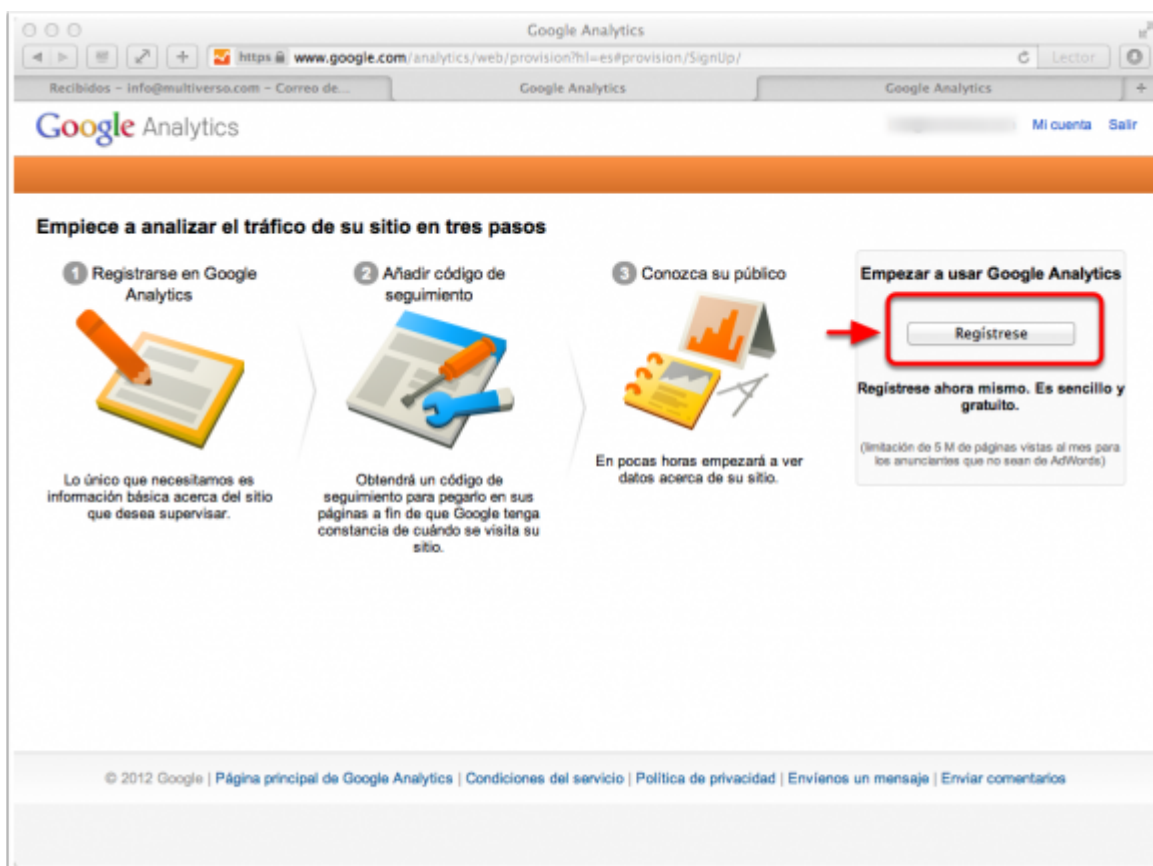 Google Analytics
https www.google.com/analytics/web/provision?hl=es#provision/SignUp/
Lector
Recibidos - info@multiverso.com - Correo de...
Google Analytics
Google Analytics
Google Analytics
Mi cuenta
Salir
Empiece a analizar el tráfico de su sitio en tres pasos
1 Registrarse en Google
Analytics
Lo único que necesitamos es
información básica acerca del sitio
que desea supervisar.
2 Añadir código de
seguimiento
Obtendrá un código de
seguimiento para pegarlo en sus
páginas a fin de que Google tenga
constancia de cuándo se visita su
sitio.
3 Conozca su público
En pocas horas empezará a ver
datos acerca de su sitio.
Empezar a usar Google Analytics
Regístrese
Regístrese ahora mismo. Es sencillo y
gratuito.
(limitación de 5 M de páginas vistas al mes para
los anunciantes que no sean de AdWords)
© 2012 Google | Página principal de Google Analytics | Condiciones del servicio | Política de privacidad | Envíenos un mensaje | Enviar comentarios